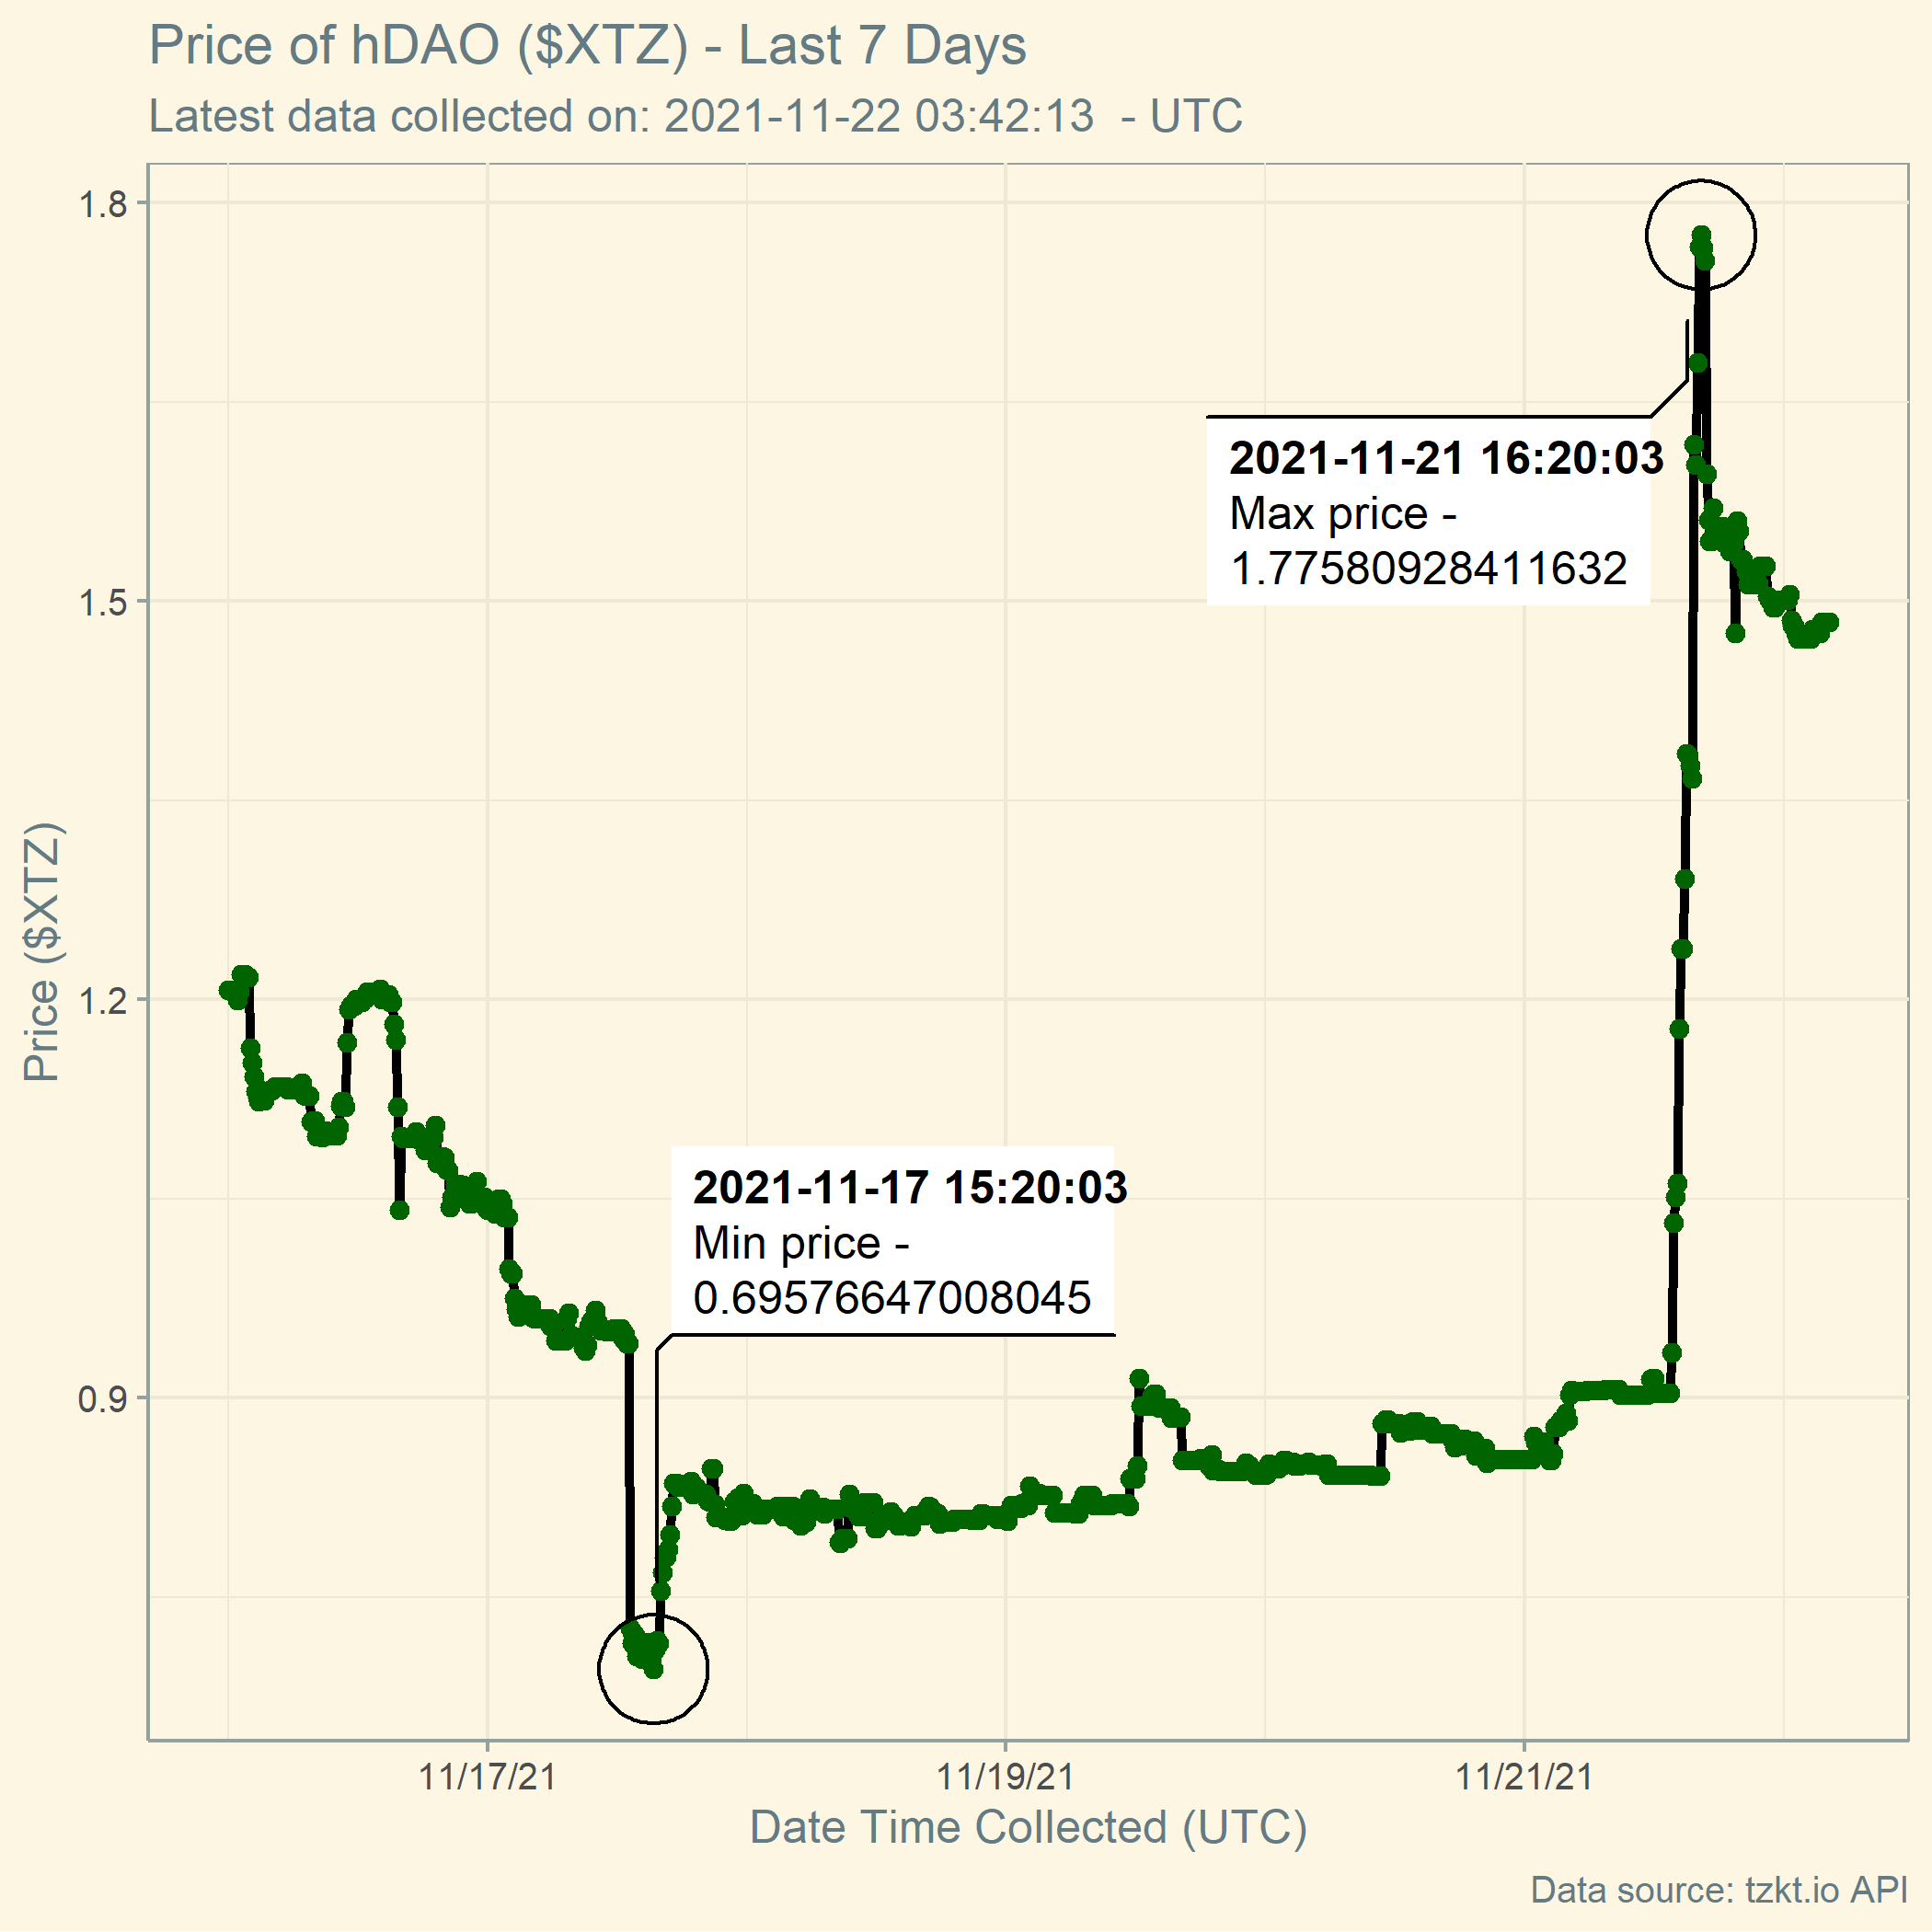 Price of hDAO ($XTZ) - Last 7 Days
Latest data collected on: 2021-11-22 03:42:13  - UTC
1.8
1.5
1.2
0.9
Price ($XTZ)
2021-11-21 16:20:03
Max price -
1.77580928411632
2021-11-17 15:20:03
Min price -
0.69576647008045
11/17/21
11/19/21
11/21/21
Date Time Collected (UTC)
Data source: tzkt.io API